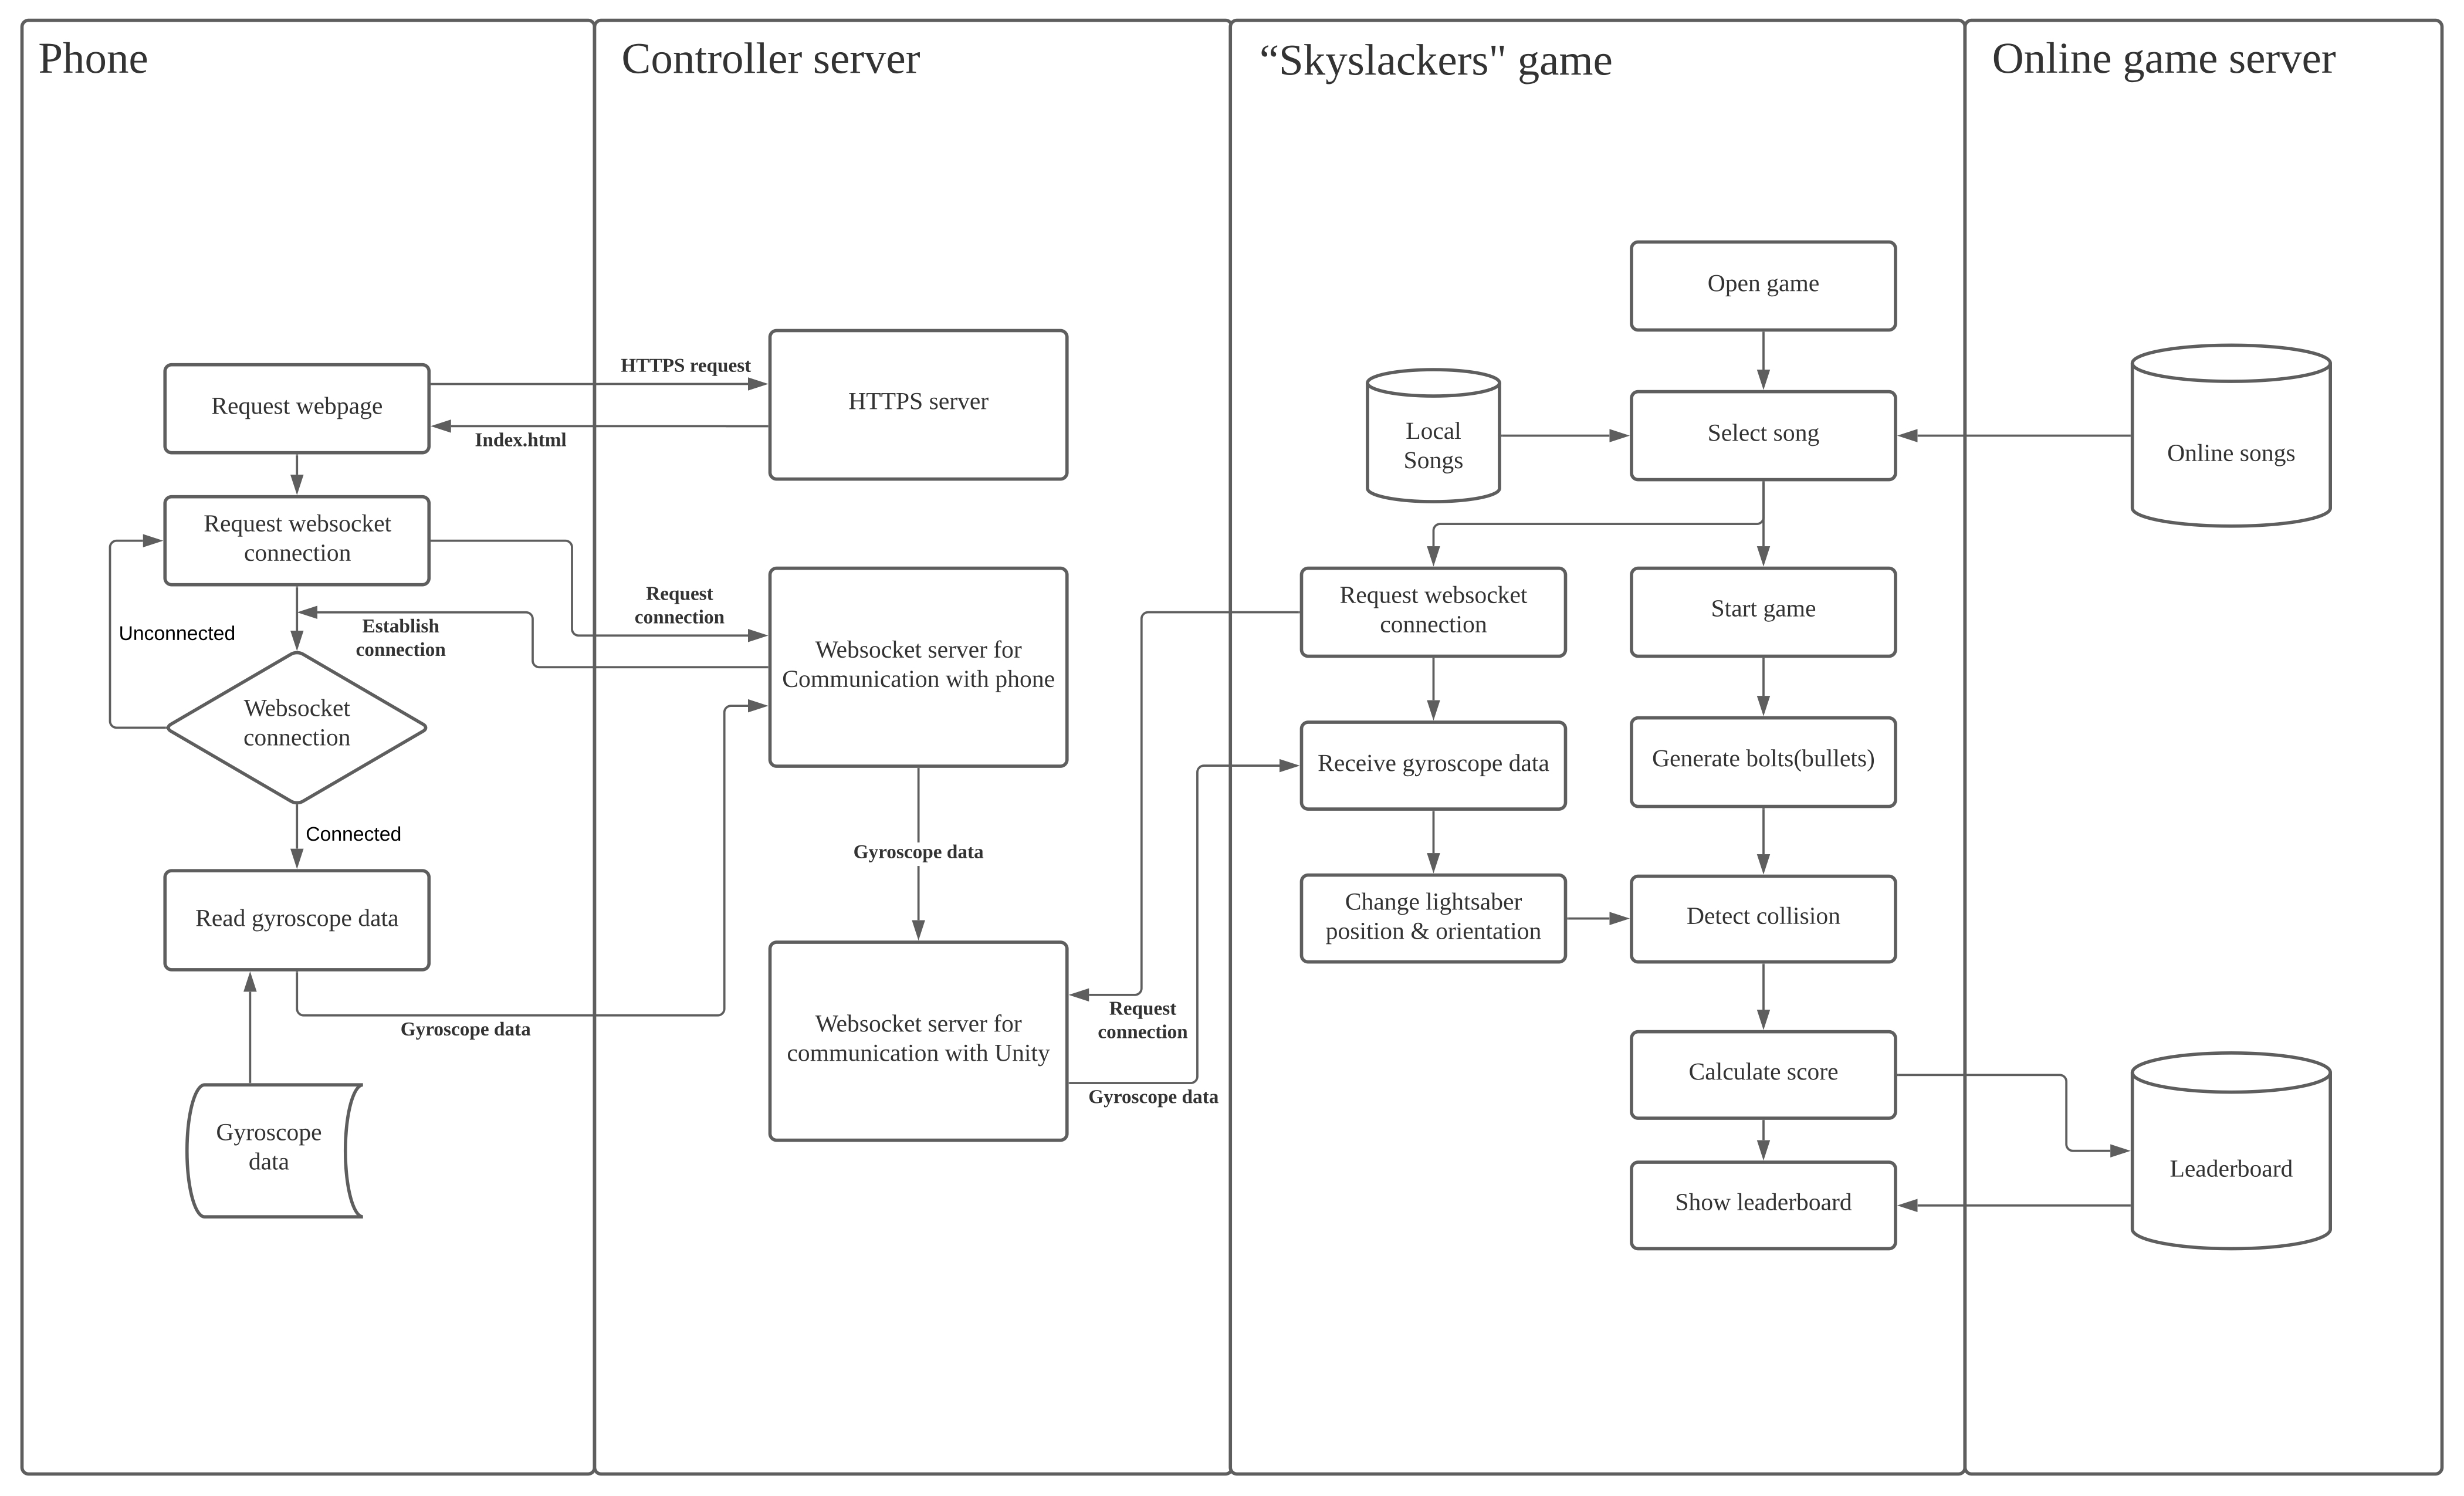 Phone
Controller server
“Skyslackers" game
Online game server
Request webpage
HTTPS request
Index.html
HTTPS server
Request websocket
connection
Unconnected
Establish
connection
Request
connection
Websocket
connection
Connected
Read gyroscope data
Gyroscope data
Gyroscope
data
Websocket server for
Communication with phone
Gyroscope data
Websocket server for
communication with Unity
Request
connection
Gyroscope data
Open game
Local
Songs
Select song
Online songs
Request websocket
connection
Start game
Receive gyroscope data
Generate bolts(bullets)
Change lightsaber
position & orientation
Detect collision
Calculate score
Show leaderboard
Leaderboard